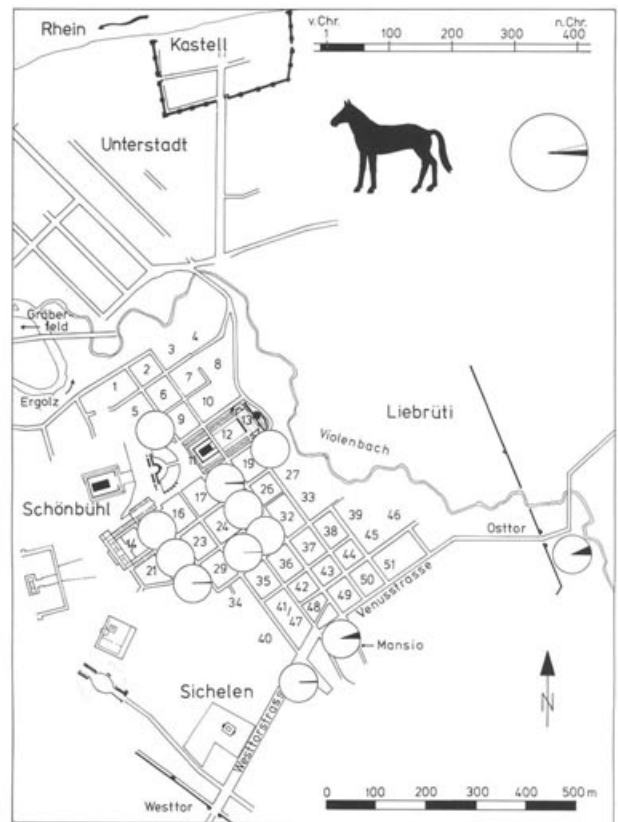 Rhein
Kastell
v. Chr.
n. Chr.
1
100
200
300
400
Unterstadt
Gräber-
feld
Ergolz
Liebrüti
Violenbach
Schönbühl
Osttor
Venusstrasse
Mansio
Sichelen
Westtorstrasse
Westtor
N
1
2
3
4
5
6
7
8
9
10
11
12
13
14
16
17
19
21
23
24
26
27
29
32
33
34
35
36
37
38
39
40
41
42
43
44
45
46
47
48
49
50
51
0
100
200
300
400
500 m